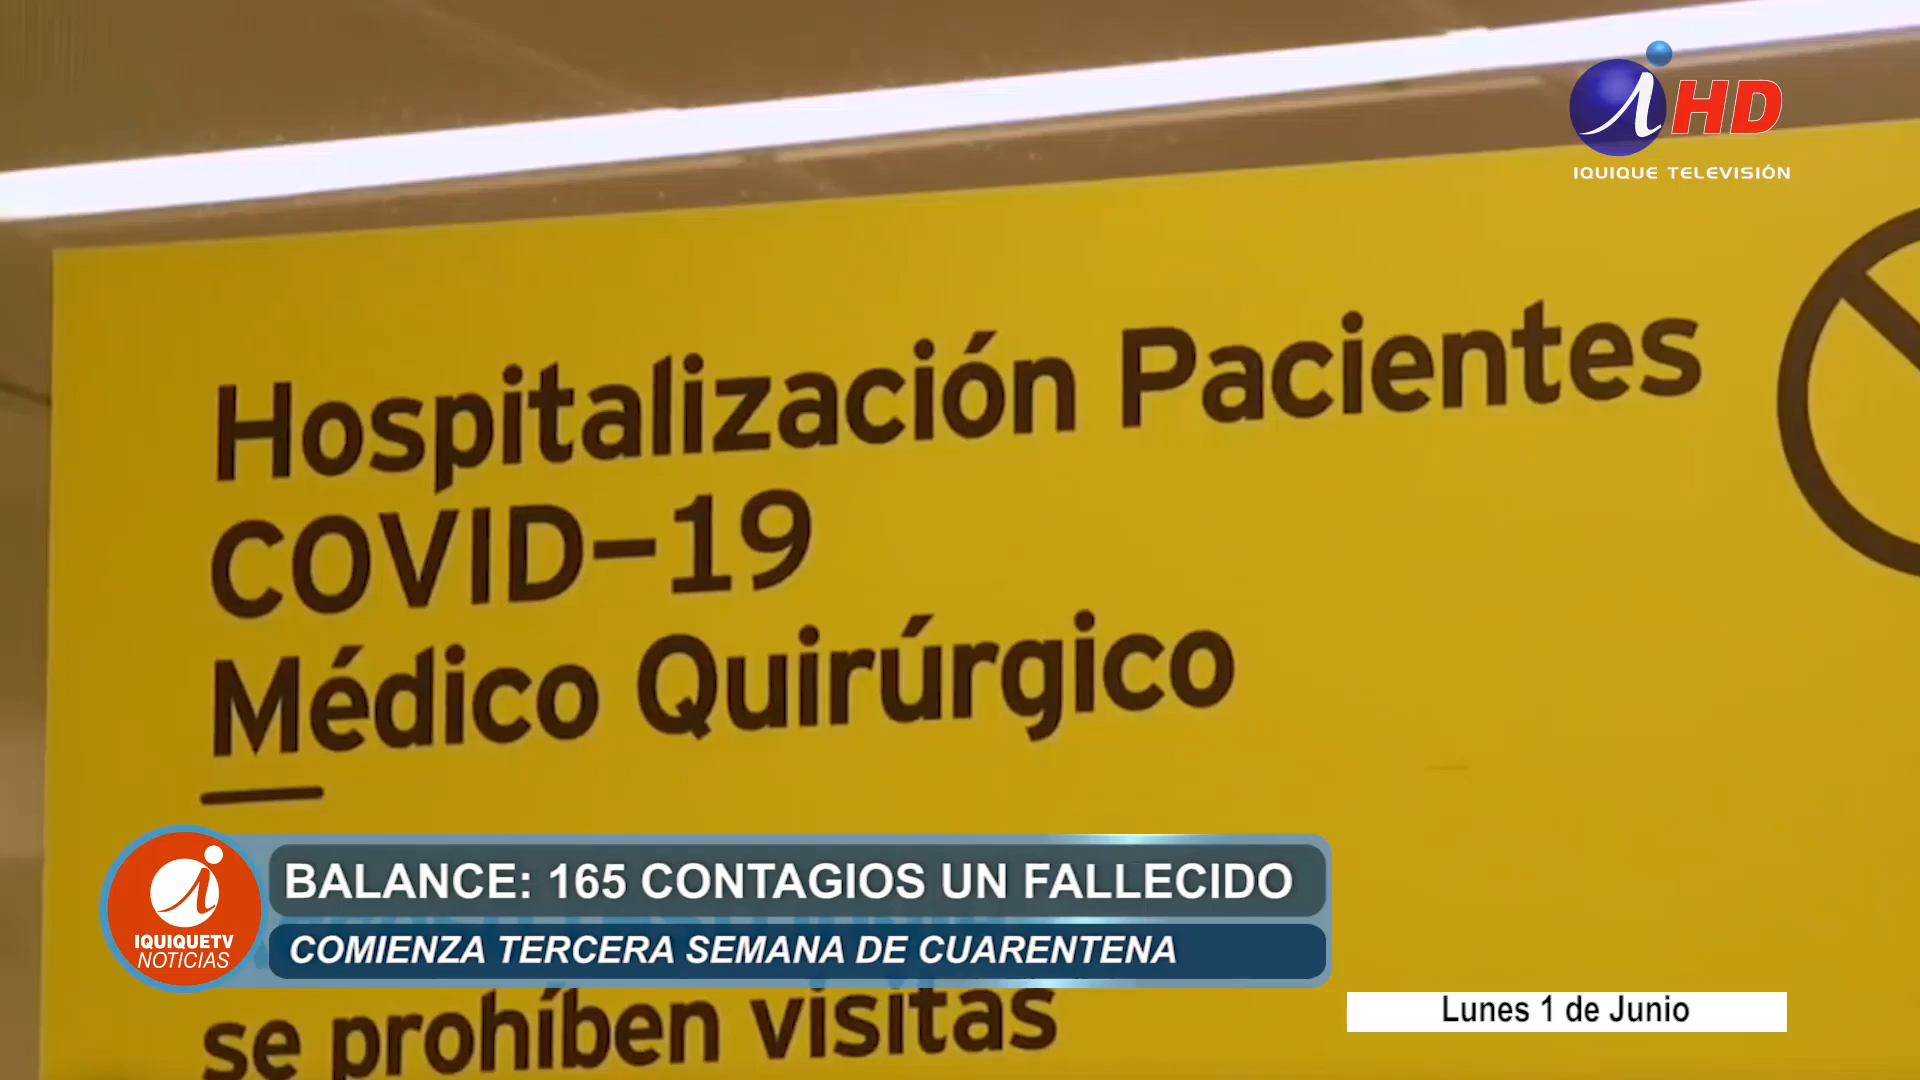 HD
IQUIQUE TELEVISIÓN
Hospitalización Pacientes
COVID-19
Médico Quirúrgico
BALANCE: 165 CONTAGIOS UN FALLECIDO
COMIENZA TERCERA SEMANA DE CUARENTENA
IQUIQUETV
NOTICIAS
se prohíben visitas
Lunes 1 de Junio